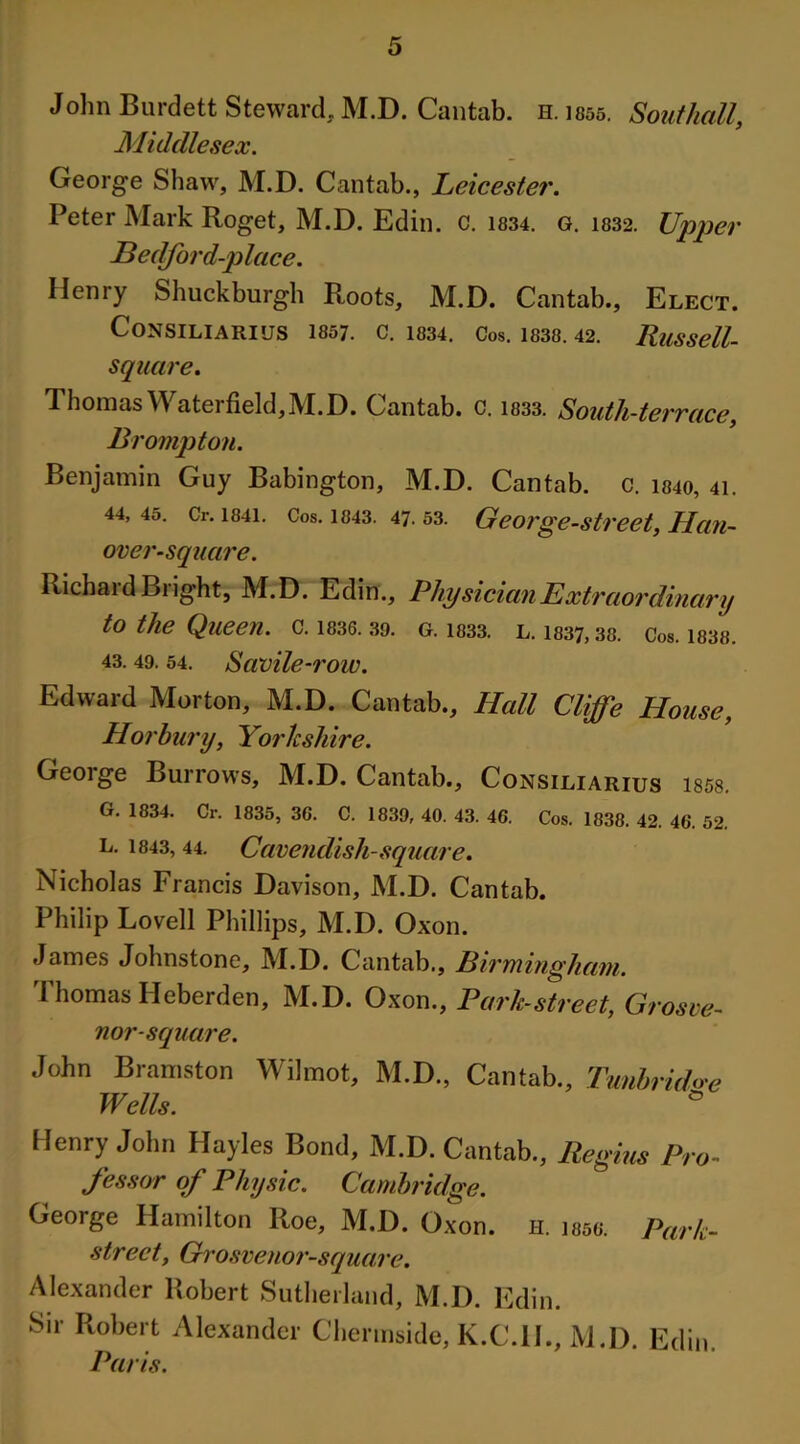 5
John Burdett Steward, M.D. Cantab. H. 1855. Southall,
Middlesex.
George Shaw, M.D. Cantab., Leicester.
Peter Mark Roget, M.D. Edin. C. 1834. G. 1832. Upper
Bedford-place.
Henry Shuckburgh Roots, M.D. Cantab., Elect.
Consiliarius 1857. C. 1834. Cos. 1838. 42. Russell-
square.
Thomas Waterfield, M.D. Cantab. C. 1833. South-terrace,
Brompton.
Benjamin Guy Babington, M.D. Cantab. C. 1840, 41.
44, 45. Cr. 1841. Cos. 1843. 47. 53. George-street, Han-
over-square.
Richard Bright, M.D. Edin., Physician Extraordinary
to the Queen. C. 1836. 39. G. 1833. L. 1837, 38. Cos. 1838.
43. 49. 54. Savile-row.
Edward Morton, M.D. Cantab., Hall Cliffe House,
Horbury, Yorkshire.
George Burrows, M.D. Cantab., Consiliarius 1858.
G. 1834. Cr. 1835, 36. C. 1839, 40. 43. 46. Cos. 1838. 42. 46. 52.
L. 1843, 44. Cavendish-square.
Nicholas Francis Davison, M.D. Cantab.
Philip Lovell Phillips, M.D. Oxon.
James Johnstone, M.D. Cantab., Birmingham.
Thomas Heberden, M.D. Oxon., Park-street, Grosve-
nor-square.
John Bramston Wilmot, M.D., Cantab., Tunbridge
Wells.
Henry John Hayles Bond, M.D. Cantab., Regius Pro-
fessor of Physic. Cambridge.
George Hamilton Roe, M.D. Oxon. H. 1856. Park-
street, Grosvenor-square.
Alexander Robert Sutherland, M.D. Edin.
Sir Robert Alexander Chermside, K.C.H., M.D. Edin.
Paris.